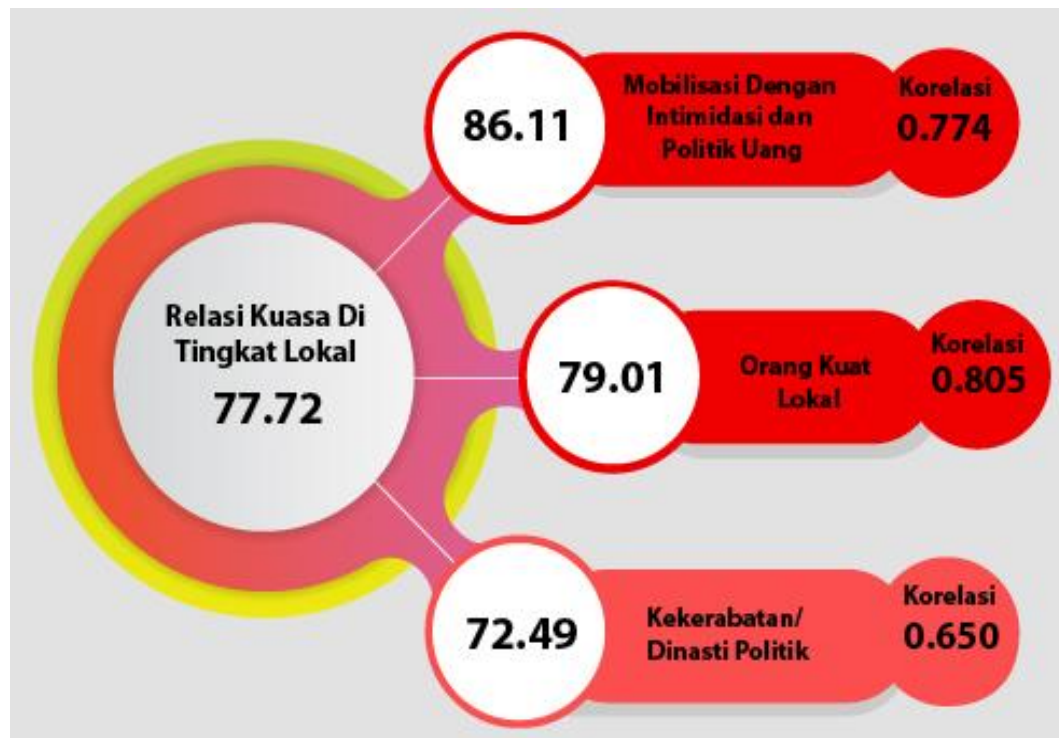 86.11
Mobilisasi Dengan
Intimidasi dan
Politik Uang
Korelasi
0.774
Relasi Kuasa Di
Tingkat Lokal
77.72
79.01
Orang Kuat
Lokal
Korelasi
0.805
72.49
Kekerabatan/
Dinasti Politik
Korelasi
0.650